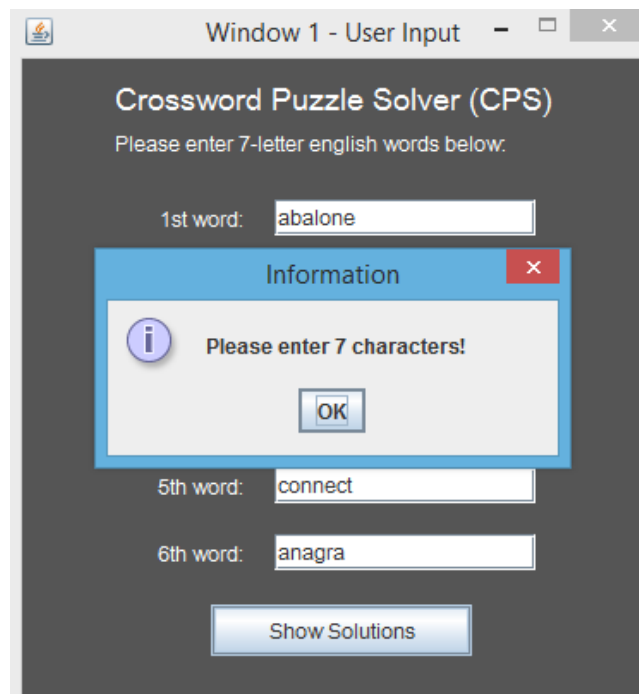 Window 1 - User Input
Crossword Puzzle Solver (CPS)
Please enter 7-letter english words below:
1st word: abalone
Information
Please enter 7 characters!
OK
5th word: connect
6th word: anagra
Show Solutions